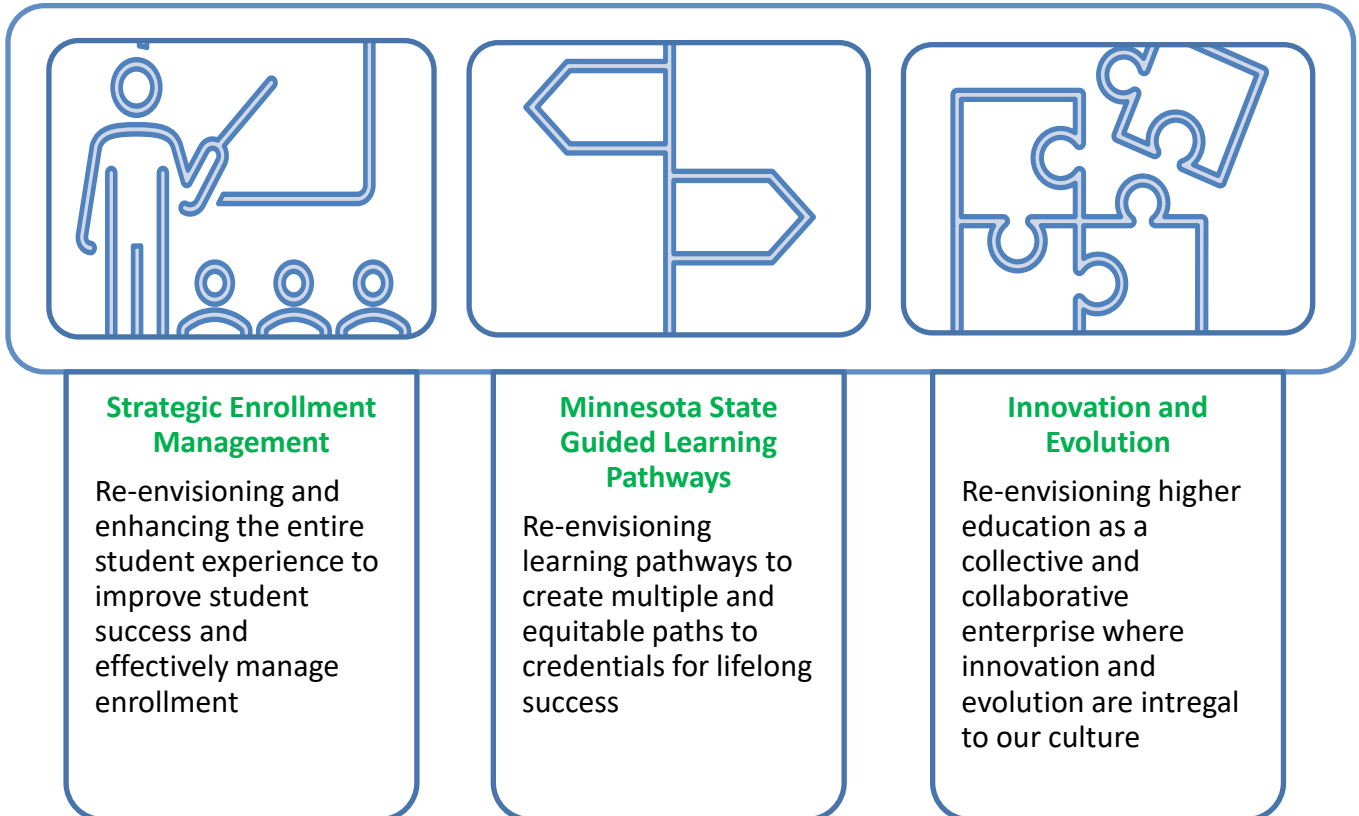 Strategic Enrollment
Management
Re-envisioning and
enhancing the entire
student experience to
improve student
success and
effectively manage
enrollment
Minnesota State
Guided Learning
Pathways
Re-envisioning
learning pathways to
create multiple and
equitable paths to
credentials for lifelong
success
Innovation and
Evolution
Re-envisioning higher
education as a
collective and
collaborative
enterprise where
innovation and
evolution are intregal
to our culture